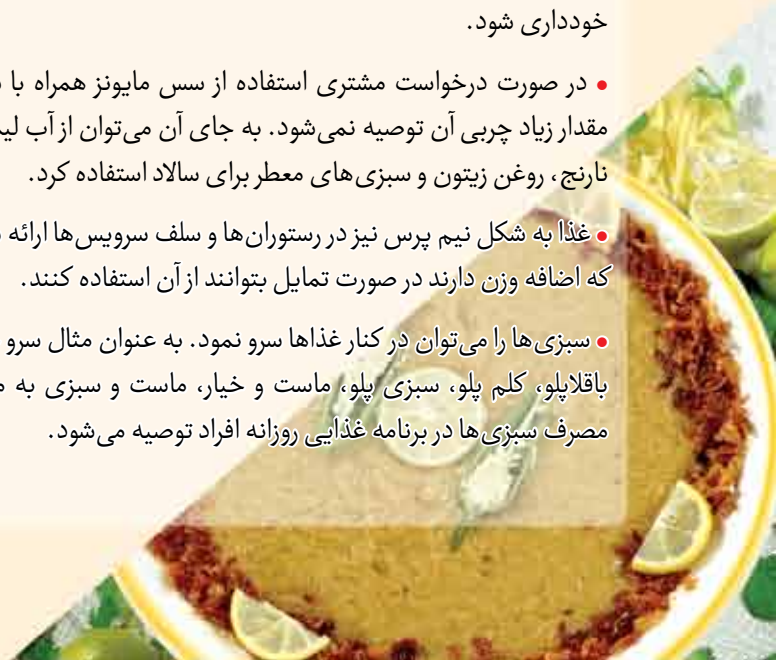 خودداری شود.
• در صورت درخواست مشتری استفاده از سس مایونز همراه با
مقدار زیاد چربی آن توصیه نمی‌شود. به جای آن می‌توان از آب
نارنج، روغن زیتون و سبزی‌های معطر برای سالاد استفاده کرد.
• غذا به شکل نیم پرس نیز در رستوران‌ها و سلف سرویس‌ها ارائه
که اضافه وزن دارند در صورت تمایل بتوانند از آن استفاده کنند.
• سبزی‌ها را می‌توان در کنار غذاها سرو نمود. به عنوان مثال سرو
باقلاپلو، کلم پلو، سبزی پلو، ماست و خیار، ماست و سبزی به
مصرف سبزی‌ها در برنامه غذایی روزانه افراد توصیه می‌شود.